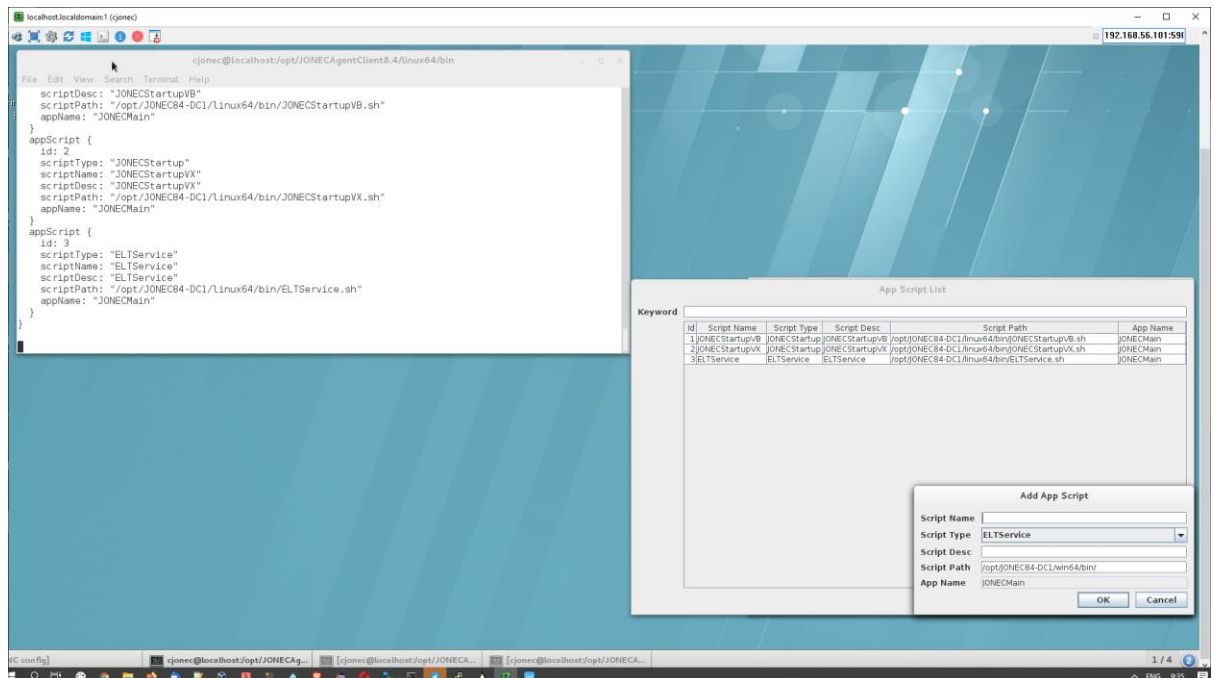 localhost.localdomain:1 (cjonec)
192.168.56.101:590
cjonec@localhost:/opt/JONECAgentClient8.4/linux64/bin
File Edit View Search Terminal Help
scriptDesc: "JONECStartupVB"
scriptPath: "/opt/JONEC84-DC1/linux64/bin/JONECStartupVB.sh"
appName: "JONECMain"
}
appScript {
id: 2
scriptType: "JONECStartup"
scriptName: "JONECStartupVX"
scriptDesc: "JONECStartupVX"
scriptPath: "/opt/JONEC84-DC1/linux64/bin/JONECStartupVX.sh"
appName: "JONECMain"
}
appScript {
id: 3
scriptType: "ELTService"
scriptName: "ELTService"
scriptDesc: "ELTService"
scriptPath: "/opt/JONEC84-DC1/linux64/bin/ELTService.sh"
appName: "JONECMain"
}
}
App Script List
Keyword
Id Script Name Script Type Script Desc Script Path App Name
1 JONECStartupVB JONECStartup JONECStartupVB /opt/JONEC84-DC1/linux64/bin/JONECStartupVB.sh JONECMain
2 JONECStartupVX JONECStartup JONECStartupVX /opt/JONEC84-DC1/linux64/bin/JONECStartupVX.sh JONECMain
3 ELTService ELTService ELTService /opt/JONEC84-DC1/linux64/bin/ELTService.sh JONECMain
Add App Script
Script Name
Script Type ELTService
Script Desc
Script Path /opt/JONEC84-DC1/win64/bin/
App Name JONECMain
OK Cancel
config] cjonec@localhost:/opt/JONECAg... [cjonec@localhost:/opt/JONECA... [cjonec@localhost:/opt/JONECA... 1 / 4 2
ENG 9:35